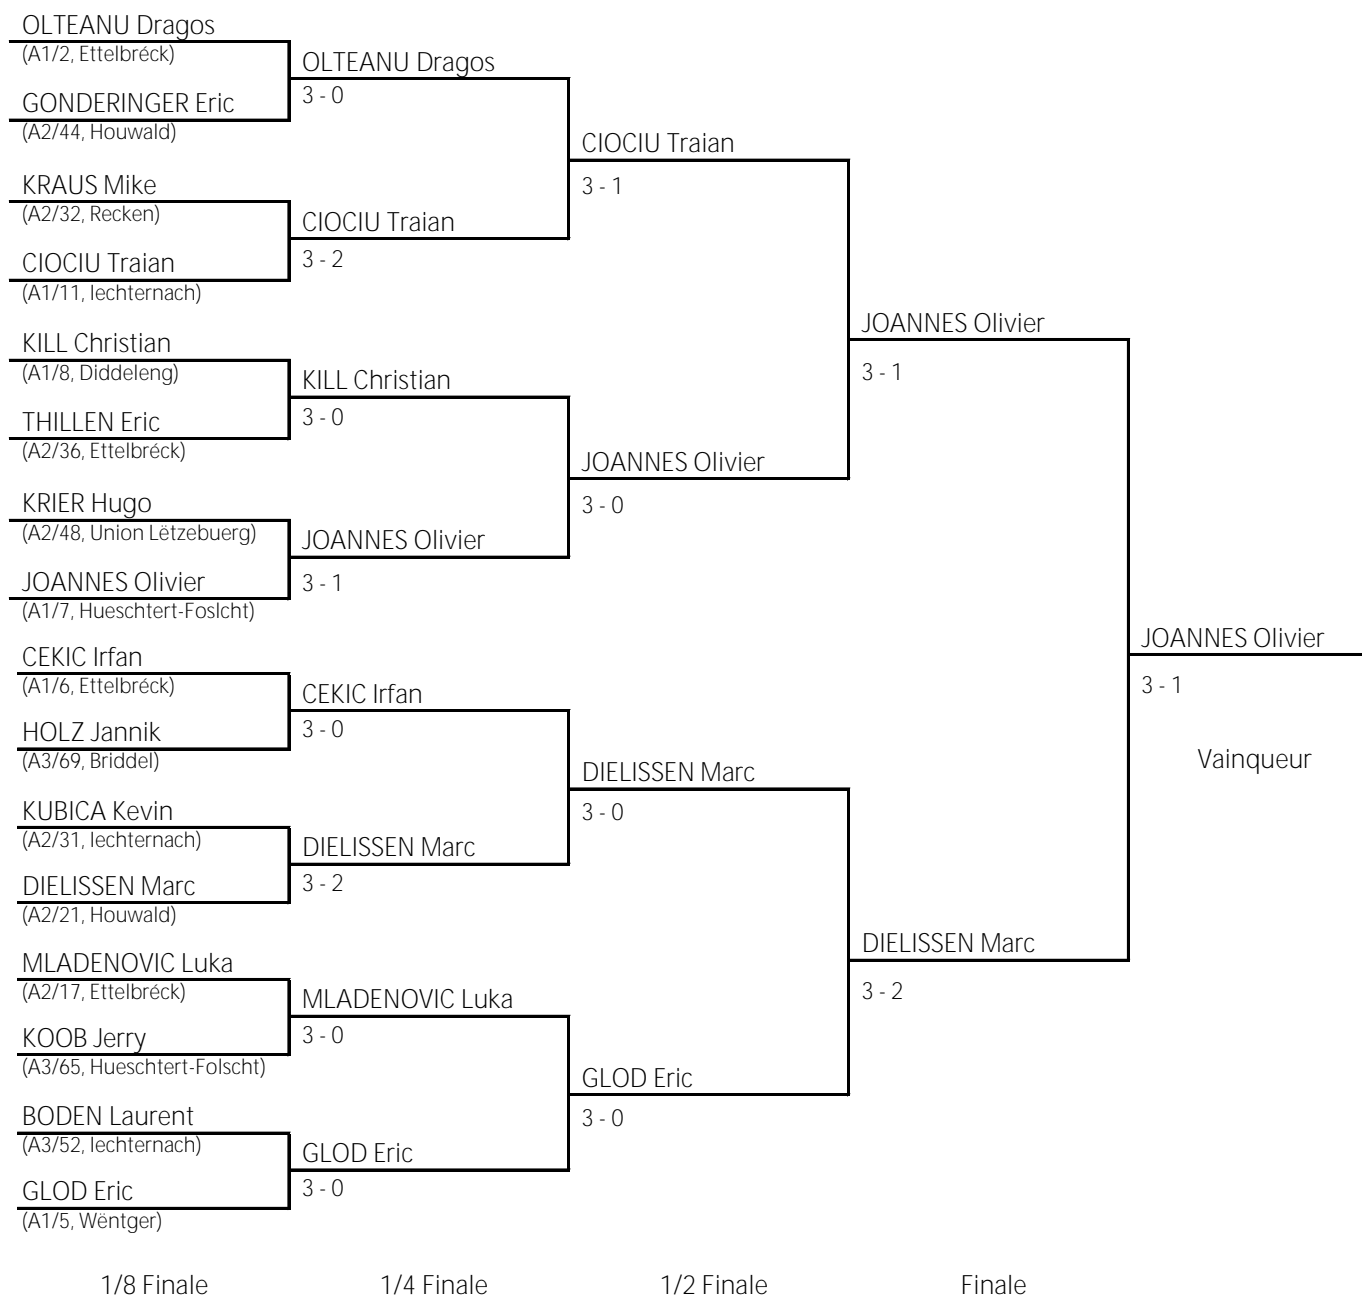 OLTEANU Dragos
(A1/2, Ettelbréck)
GONDERINGER Eric
(A2/44, Houwald)
KRAUS Mike
(A2/32, Recken)
CIOCIU Traian
(A1/11, Iechternach)
KILL Christian
(A1/8, Diddeleng)
THILLEN Eric
(A2/36, Ettelbréck)
KRIER Hugo
(A2/48, Union Lëtzebuerg)
JOANNES Olivier
(A1/7, Hueschtert-Foslcht)
CEKIC Irfan
(A1/6, Ettelbréck)
HOLZ Jannik
(A3/69, Briddel)
KUBICA Kevin
(A2/31, Iechternach)
DIELISSEN Marc
(A2/21, Houwald)
MLADENOVIC Luka
(A2/17, Ettelbréck)
KOOB Jerry
(A3/65, Hueschtert-Folscht)
BODEN Laurent
(A3/52, Iechternach)
GLOD Eric
(A1/5, Wëntger)
1/8 Finale
OLTEANU Dragos
3 - 0
CIOCIU Traian
3 - 2
KILL Christian
3 - 0
JOANNES Olivier
3 - 1
CEKIC Irfan
3 - 0
DIELISSEN Marc
3 - 2
MLADENOVIC Luka
3 - 0
GLOD Eric
3 - 0
1/4 Finale
CIOCIU Traian
3 - 1
JOANNES Olivier
3 - 0
DIELISSEN Marc
3 - 0
GLOD Eric
3 - 0
1/2 Finale
JOANNES Olivier
3 - 1
DIELISSEN Marc
3 - 2
Finale
JOANNES Olivier
3 - 1
Vainqueur